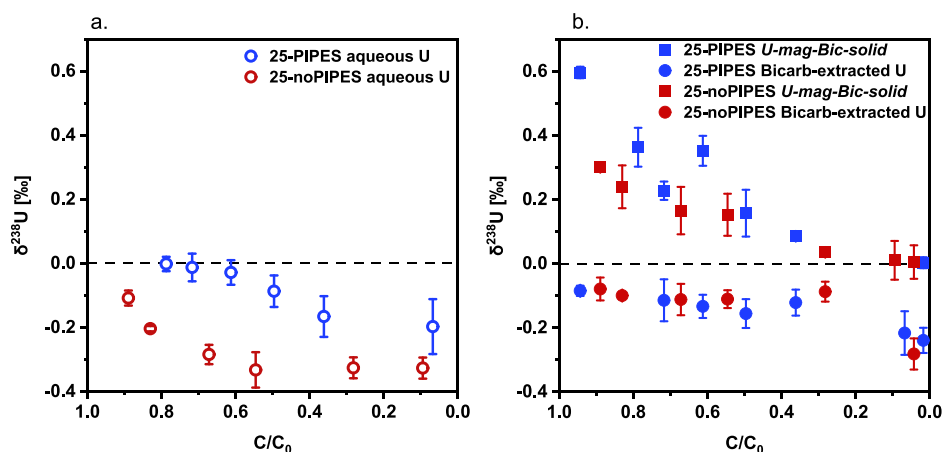 a.
25-PIPES aqueous U
25-noPIPES aqueous U
δ²³⁸U [‰]
0.6
0.4
0.2
0.0
-0.2
-0.4
1.0 0.8 0.6 0.4 0.2 0.0
C/C₀
b.
25-PIPES U-mag-Bic-solid
25-PIPES Bicarb-extracted U
25-noPIPES U-mag-Bic-solid
25-noPIPES Bicarb-extracted U
δ²³⁸U [‰]
0.6
0.4
0.2
0.0
-0.2
-0.4
1.0 0.8 0.6 0.4 0.2 0.0
C/C₀